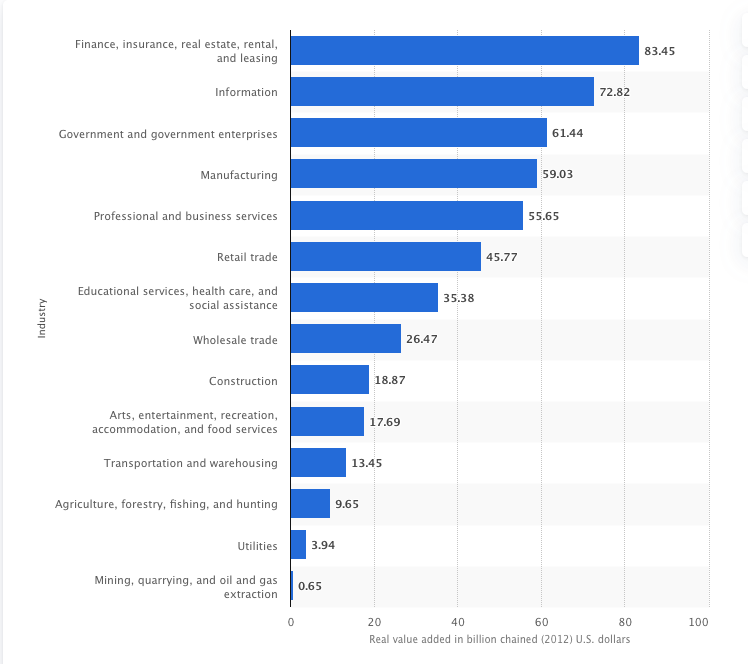 Finance, insurance, real estate, rental,
and leasing
83.45
Information
72.82
Government and government enterprises
61.44
Manufacturing
59.03
Professional and business services
55.65
Retail trade
45.77
Educational services, health care, and
social assistance
35.38
Industry
Wholesale trade
26.47
Construction
18.87
Arts, entertainment, recreation,
accommodation, and food services
17.69
Transportation and warehousing
13.45
Agriculture, forestry, fishing, and hunting
9.65
Utilities
3.94
Mining, quarrying, and oil and gas
extraction
0.65
0 20 40 60 80 100
Real value added in billion chained (2012) U.S. dollars